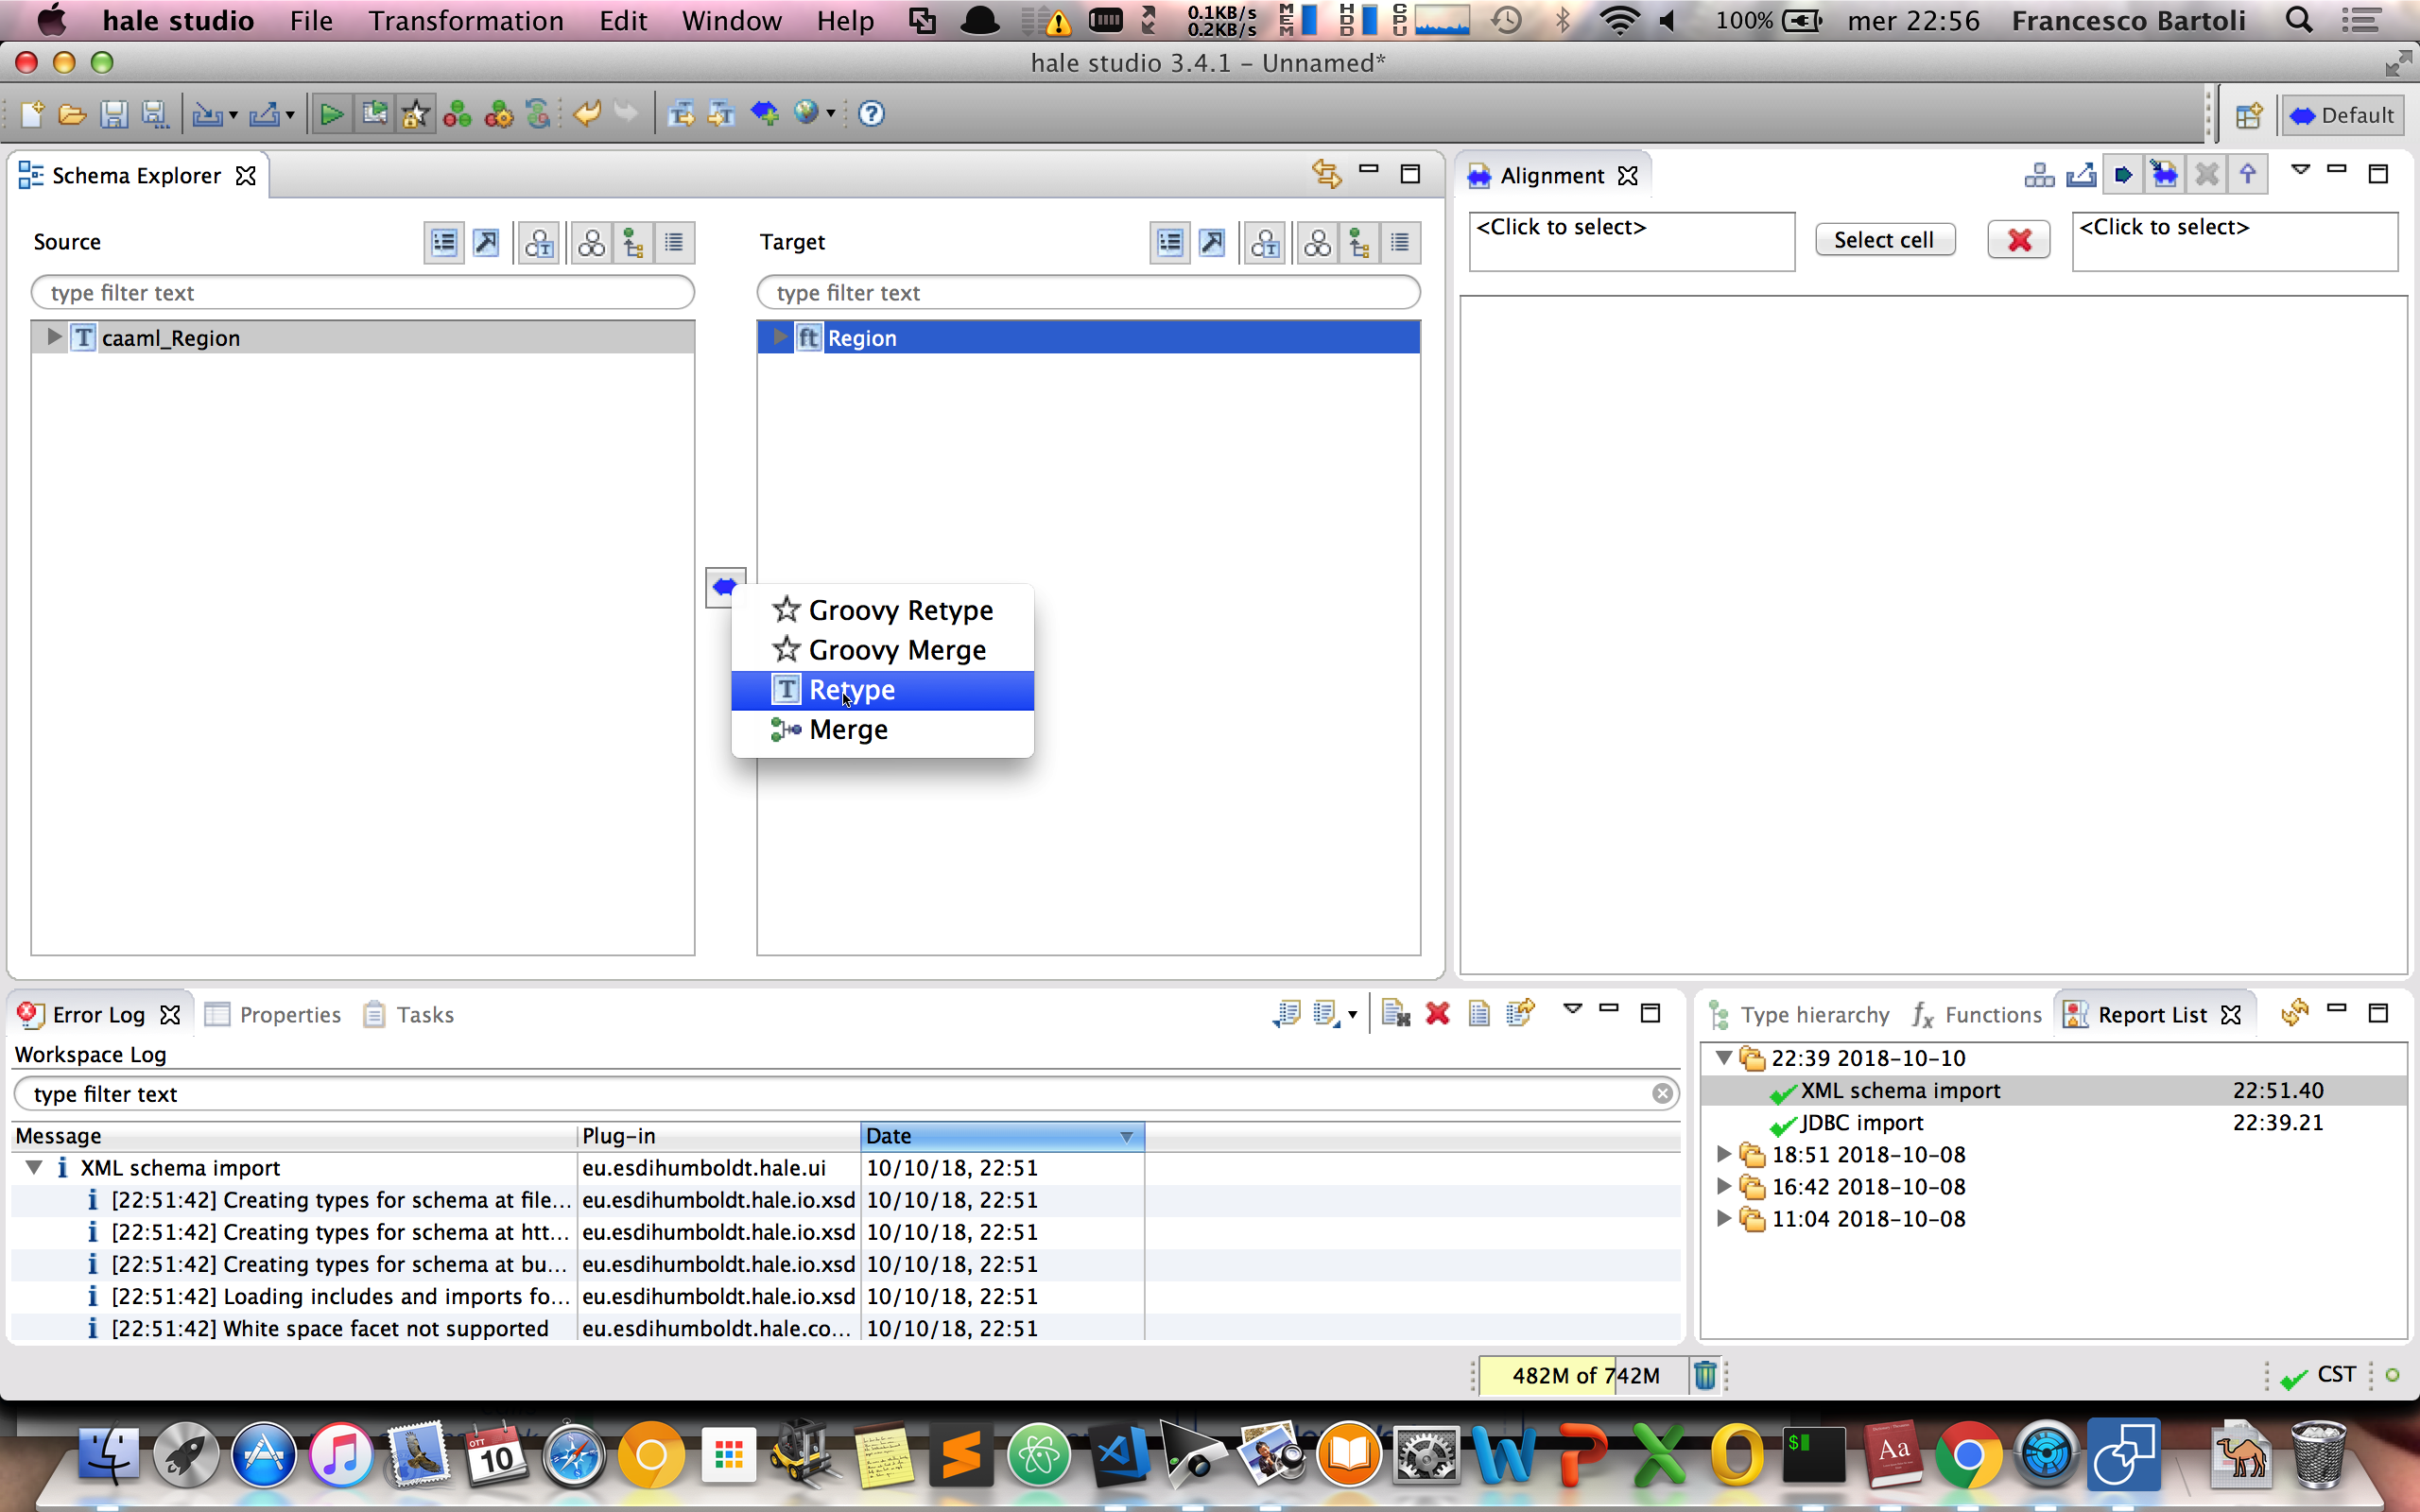 hale studio File Transformation Edit Window Help 0.1KB/s 0.2KB/s MEM HDD CPU 100% mer 22:56 Francesco Bartoli
hale studio 3.4.1 – Unnamed*
Default
Schema Explorer
Alignment
Source
Target
<Click to select>
Select cell
<Click to select>
type filter text
type filter text
T caaml_Region
ft Region
Groovy Retype
Groovy Merge
T Retype
Merge
Error Log Properties Tasks
Type hierarchy Functions Report List
Workspace Log
type filter text
Message Plug-in Date
XML schema import eu.esdihumboldt.hale.ui 10/10/18, 22:51
[22:51:42] Creating types for schema at file... eu.esdihumboldt.hale.io.xsd 10/10/18, 22:51
[22:51:42] Creating types for schema at htt... eu.esdihumboldt.hale.io.xsd 10/10/18, 22:51
[22:51:42] Creating types for schema at bu... eu.esdihumboldt.hale.io.xsd 10/10/18, 22:51
[22:51:42] Loading includes and imports fo... eu.esdihumboldt.hale.io.xsd 10/10/18, 22:51
[22:51:42] White space facet not supported eu.esdihumboldt.hale.co... 10/10/18, 22:51
22:39 2018-10-10
XML schema import 22:51.40
JDBC import 22:39.21
18:51 2018-10-08
16:42 2018-10-08
11:04 2018-10-08
482M of 742M
CST
OTT
10
$
Aa